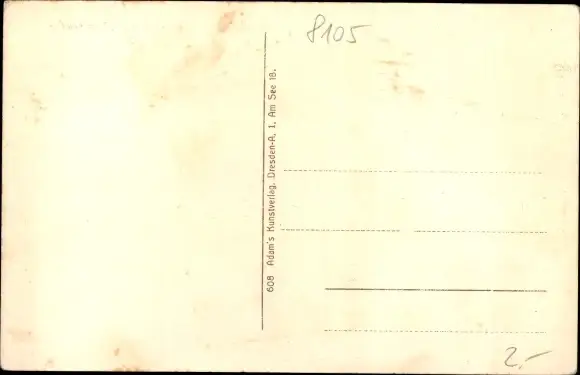 8105
608 Adam's Kunstverlag, Dresden-A. 1, Am See 18.
2,-